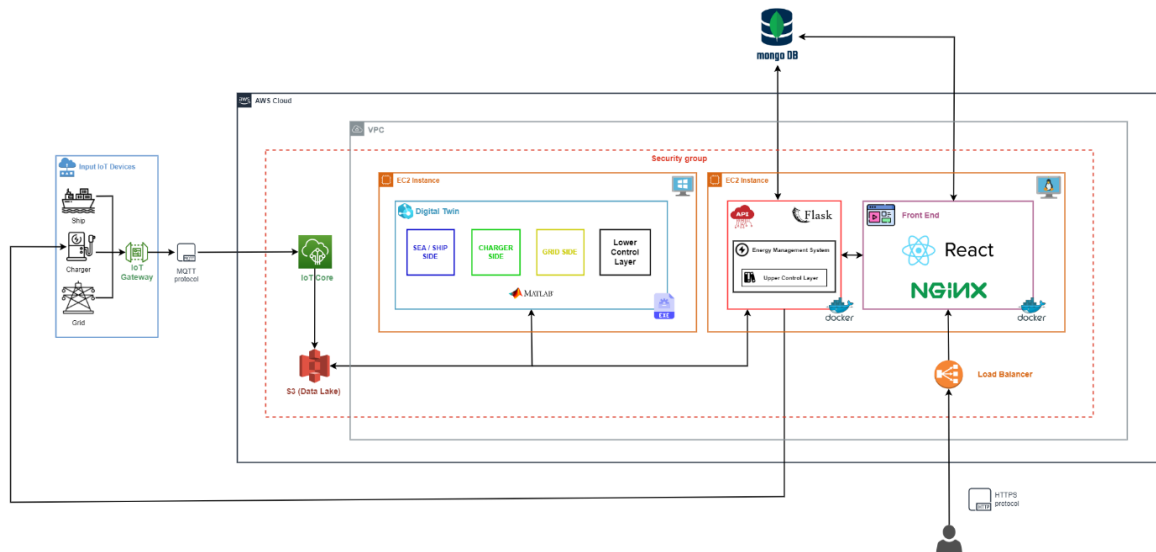 mongo DB
aws
AWS Cloud
VPC
Security group
Input IoT Devices
Ship
Charger
Grid
IoT
Gateway
MQTT
protocol
IoT Core
S3 (Data Lake)
EC2 Instance
Digital Twin
SEA / SHIP
SIDE
CHARGER
SIDE
GRID SIDE
Lower
Control
Layer
MATLAB
EXE
EC2 Instance
API
Flask
Energy Management System
Upper Control Layer
docker
Front End
React
NGINX
docker
Load Balancer
HTTP
HTTPS
protocol